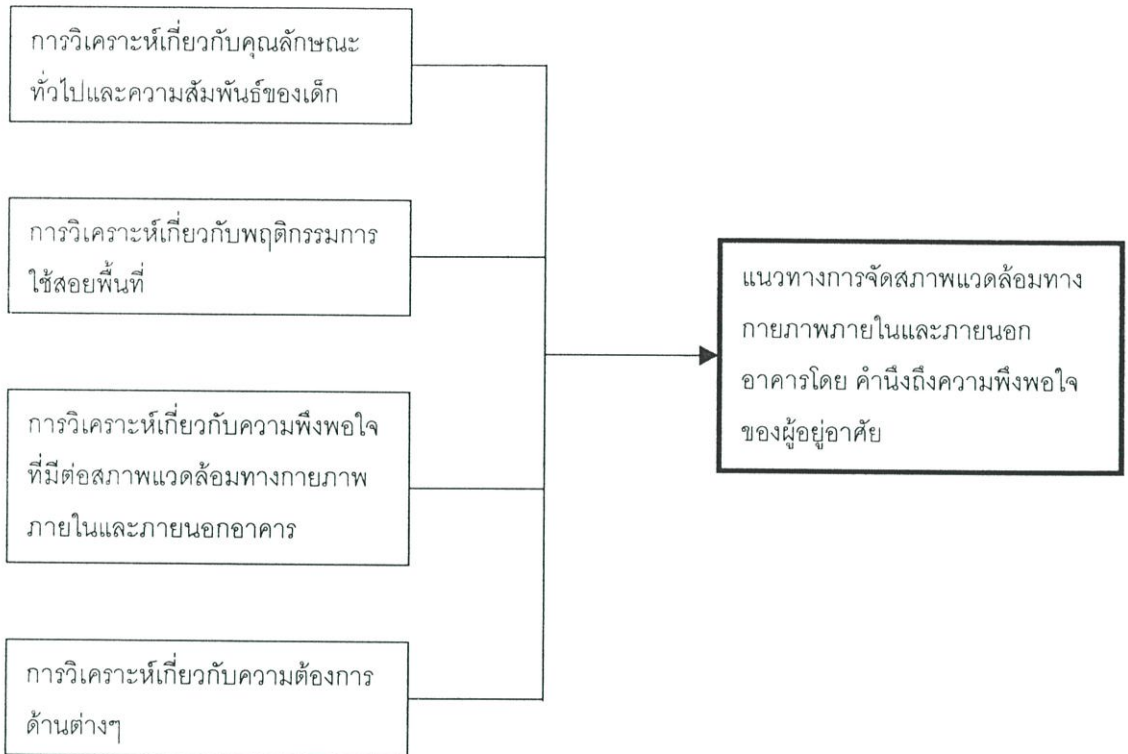 การวิเคราะห์เกี่ยวกับคุณลักษณะ
ทั่วไปและความสัมพันธ์ของเด็ก
การวิเคราะห์เกี่ยวกับพฤติกรรมการ
ใช้สอยพื้นที่
การวิเคราะห์เกี่ยวกับความพึงพอใจ
ที่มีต่อสภาพแวดล้อมทางกายภาพ
ภายในและภายนอกอาคาร
การวิเคราะห์เกี่ยวกับความต้องการ
ด้านต่างๆ
แนวทางการจัดสภาพแวดล้อมทาง
กายภาพภายในและภายนอก
อาคารโดย คำนึงถึงความพึงพอใจ
ของผู้อยู่อาศัย